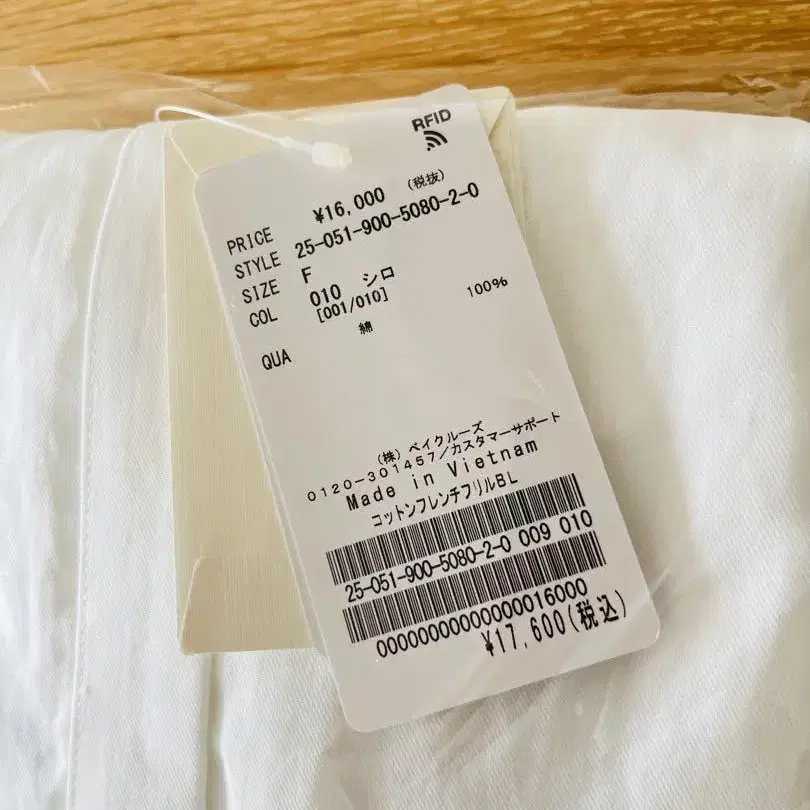 RFID
PRICE ¥16,000 (税抜)
STYLE 25-051-900-5080-2-0
SIZE F
COL 010 シロ
[001/010]
QUA 綿 100%
(株) ベイクルーズ
0120-301457/カスタマーサポート
Made in Vietnam
コットンフレンチフリルBL
25-051-900-5080-2-0 009 010
00000000000000016000
¥17,600(税込)